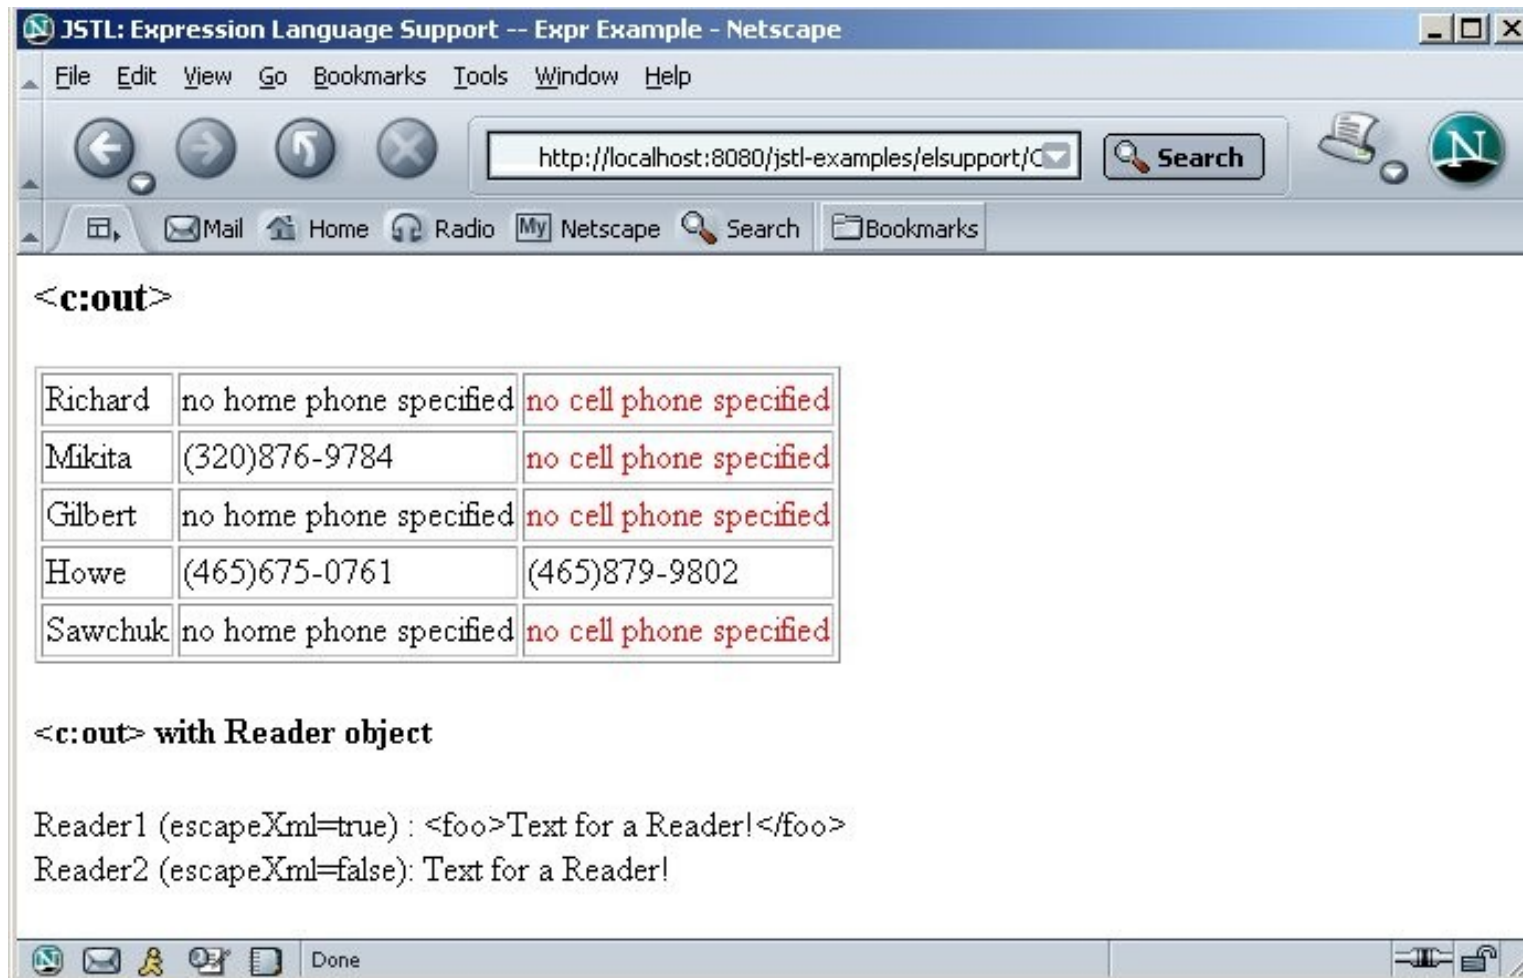 JSTL: Expression Language Support -- Expr Example - Netscape
File Edit View Go Bookmarks Tools Window Help
http://localhost:8080/jstl-examples/elsupport/ Search N
Mail Home Radio My Netscape Search Bookmarks
<c:out>
Richard no home phone specified no cell phone specified
Mikita (320)876-9784 no cell phone specified
Gilbert no home phone specified no cell phone specified
Howe (465)675-0761 (465)879-9802
Sawchuk no home phone specified no cell phone specified
<c:out> with Reader object
Reader1 (escapeXml=true) : <foo>Text for a Reader!</foo>
Reader2 (escapeXml=false): Text for a Reader!
Done